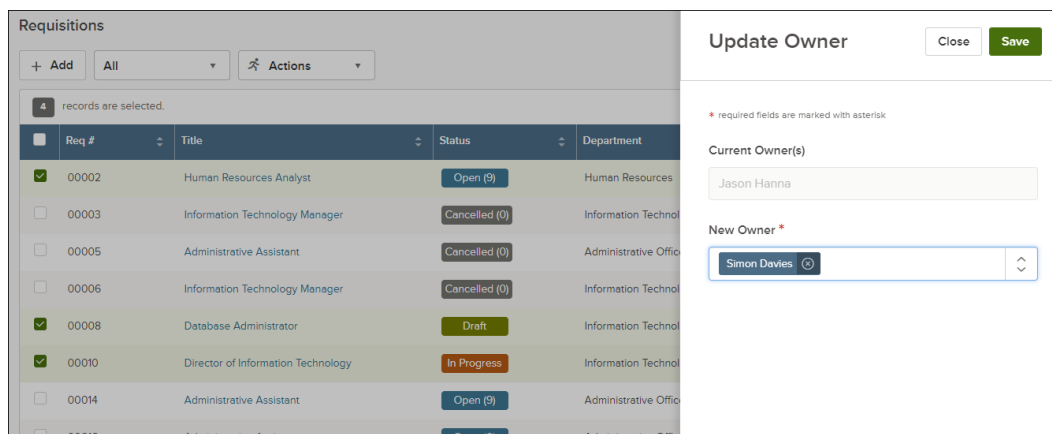 Requisitions
+ Add All Actions
4 records are selected.
Req # Title Status Department
00002 Human Resources Analyst Open (9) Human Resources
00003 Information Technology Manager Cancelled (0) Information Technol
00005 Administrative Assistant Cancelled (0) Administrative Office
00006 Information Technology Manager Cancelled (0) Information Technol
00008 Database Administrator Draft Information Technol
00010 Director of Information Technology In Progress Information Technol
00014 Administrative Assistant Open (9) Administrative Office
Update Owner Close Save
* required fields are marked with asterisk
Current Owner(s)
Jason Hanna
New Owner *
Simon Davies